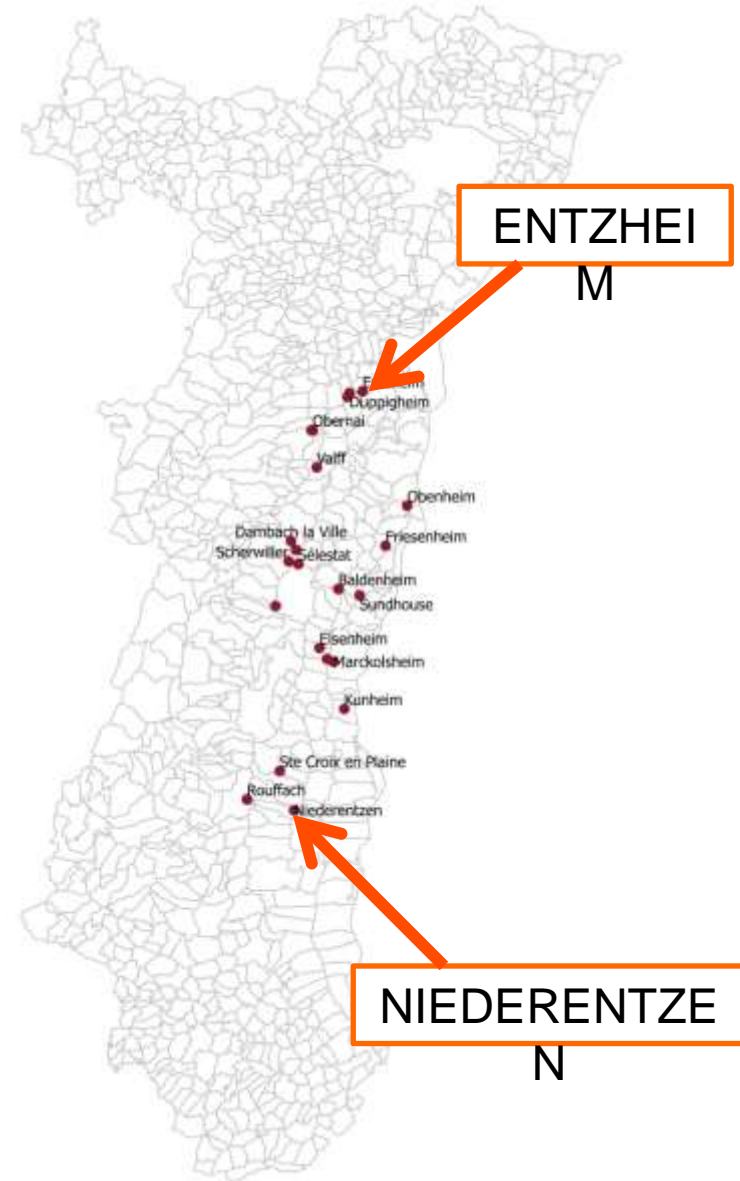 ENTZHEI
M
Duppigheim
Obernai
Valff
Obenheim
Dambach la Ville
Friesenheim
Scherwiller
Sélestat
Baldenheim
Sundhouse
Elsenheim
Marckolsheim
Kunheim
Ste Croix en Plaine
Rouffach
Niederentzen
NIEDERENTZE
N